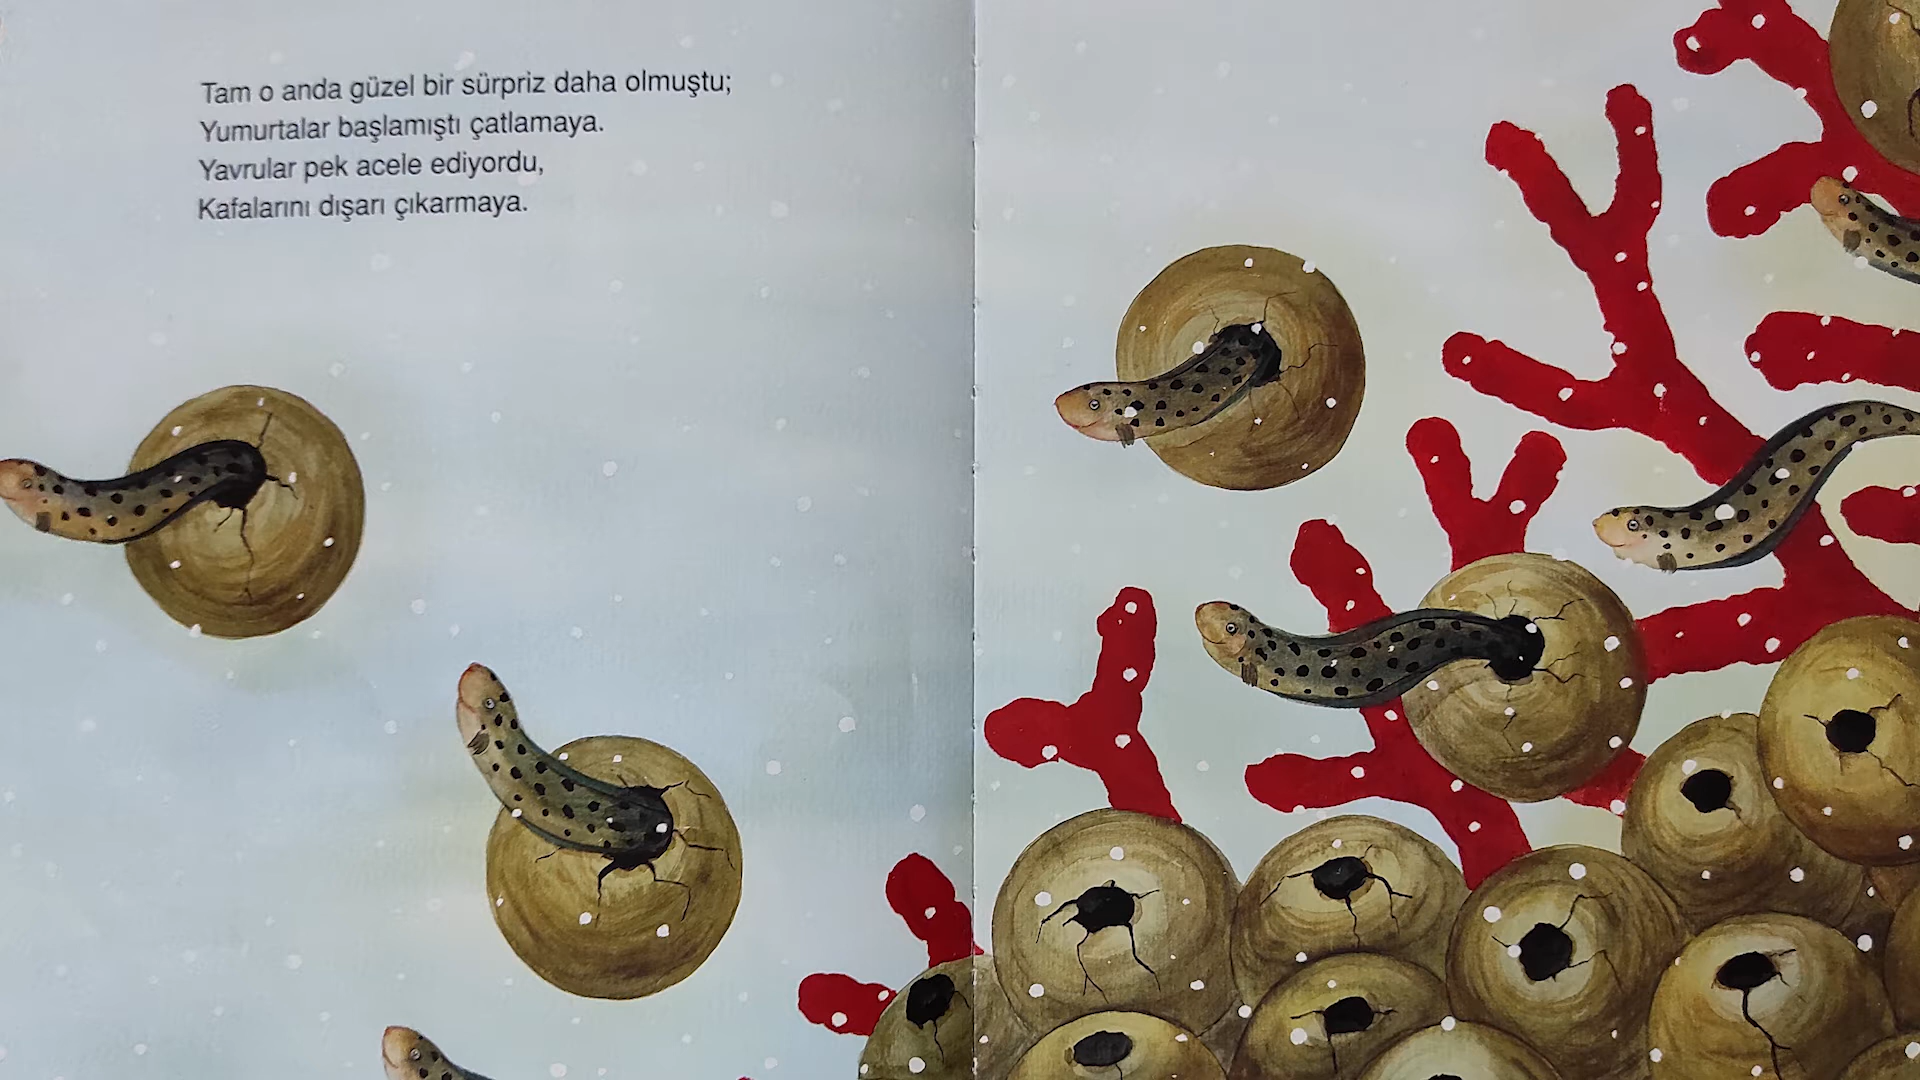 Tam o anda güzel bir sürpriz daha olmuştu;
Yumurtalar başlamıştı çatlamaya.
Yavrular pek acele ediyordu,
Kafalarını dışarı çıkarmaya.